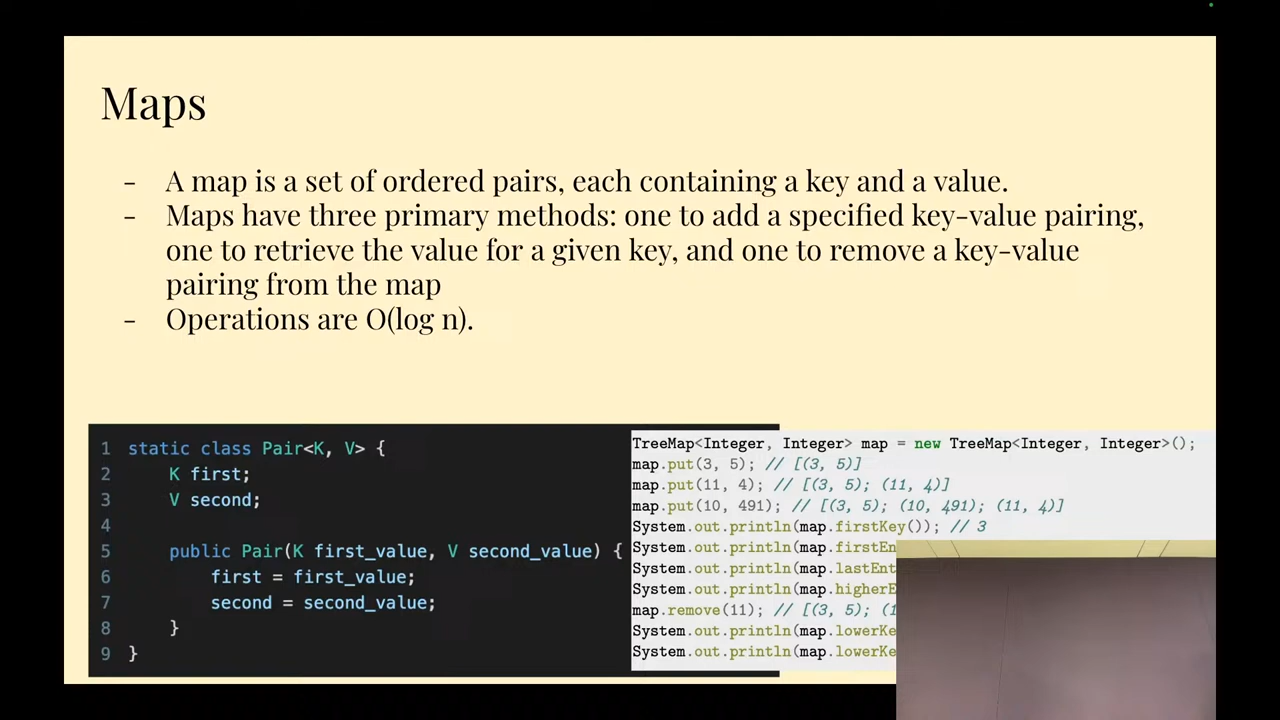 Maps
- A map is a set of ordered pairs, each containing a key and a value.
- Maps have three primary methods: one to add a specified key-value pairing,
one to retrieve the value for a given key, and one to remove a key-value
pairing from the map
- Operations are O(log n).
1 static class Pair<K, V> {
2 K first;
3 V second;
4
5 public Pair(K first_value, V second_value) {
6 first = first_value;
7 second = second_value;
8 }
9 }
TreeMap<Integer, Integer> map = new TreeMap<Integer, Integer>();
map.put(3, 5); // [(3, 5)]
map.put(11, 4); // [(3, 5); (11, 4)]
map.put(10, 491); // [(3, 5); (10, 491); (11, 4)]
System.out.println(map.firstKey()); // 3
System.out.println(map.firstEn
System.out.println(map.lastEnt
System.out.println(map.higherE
map.remove(11); // [(3, 5); (1
System.out.println(map.lowerKe
System.out.println(map.lowerKe